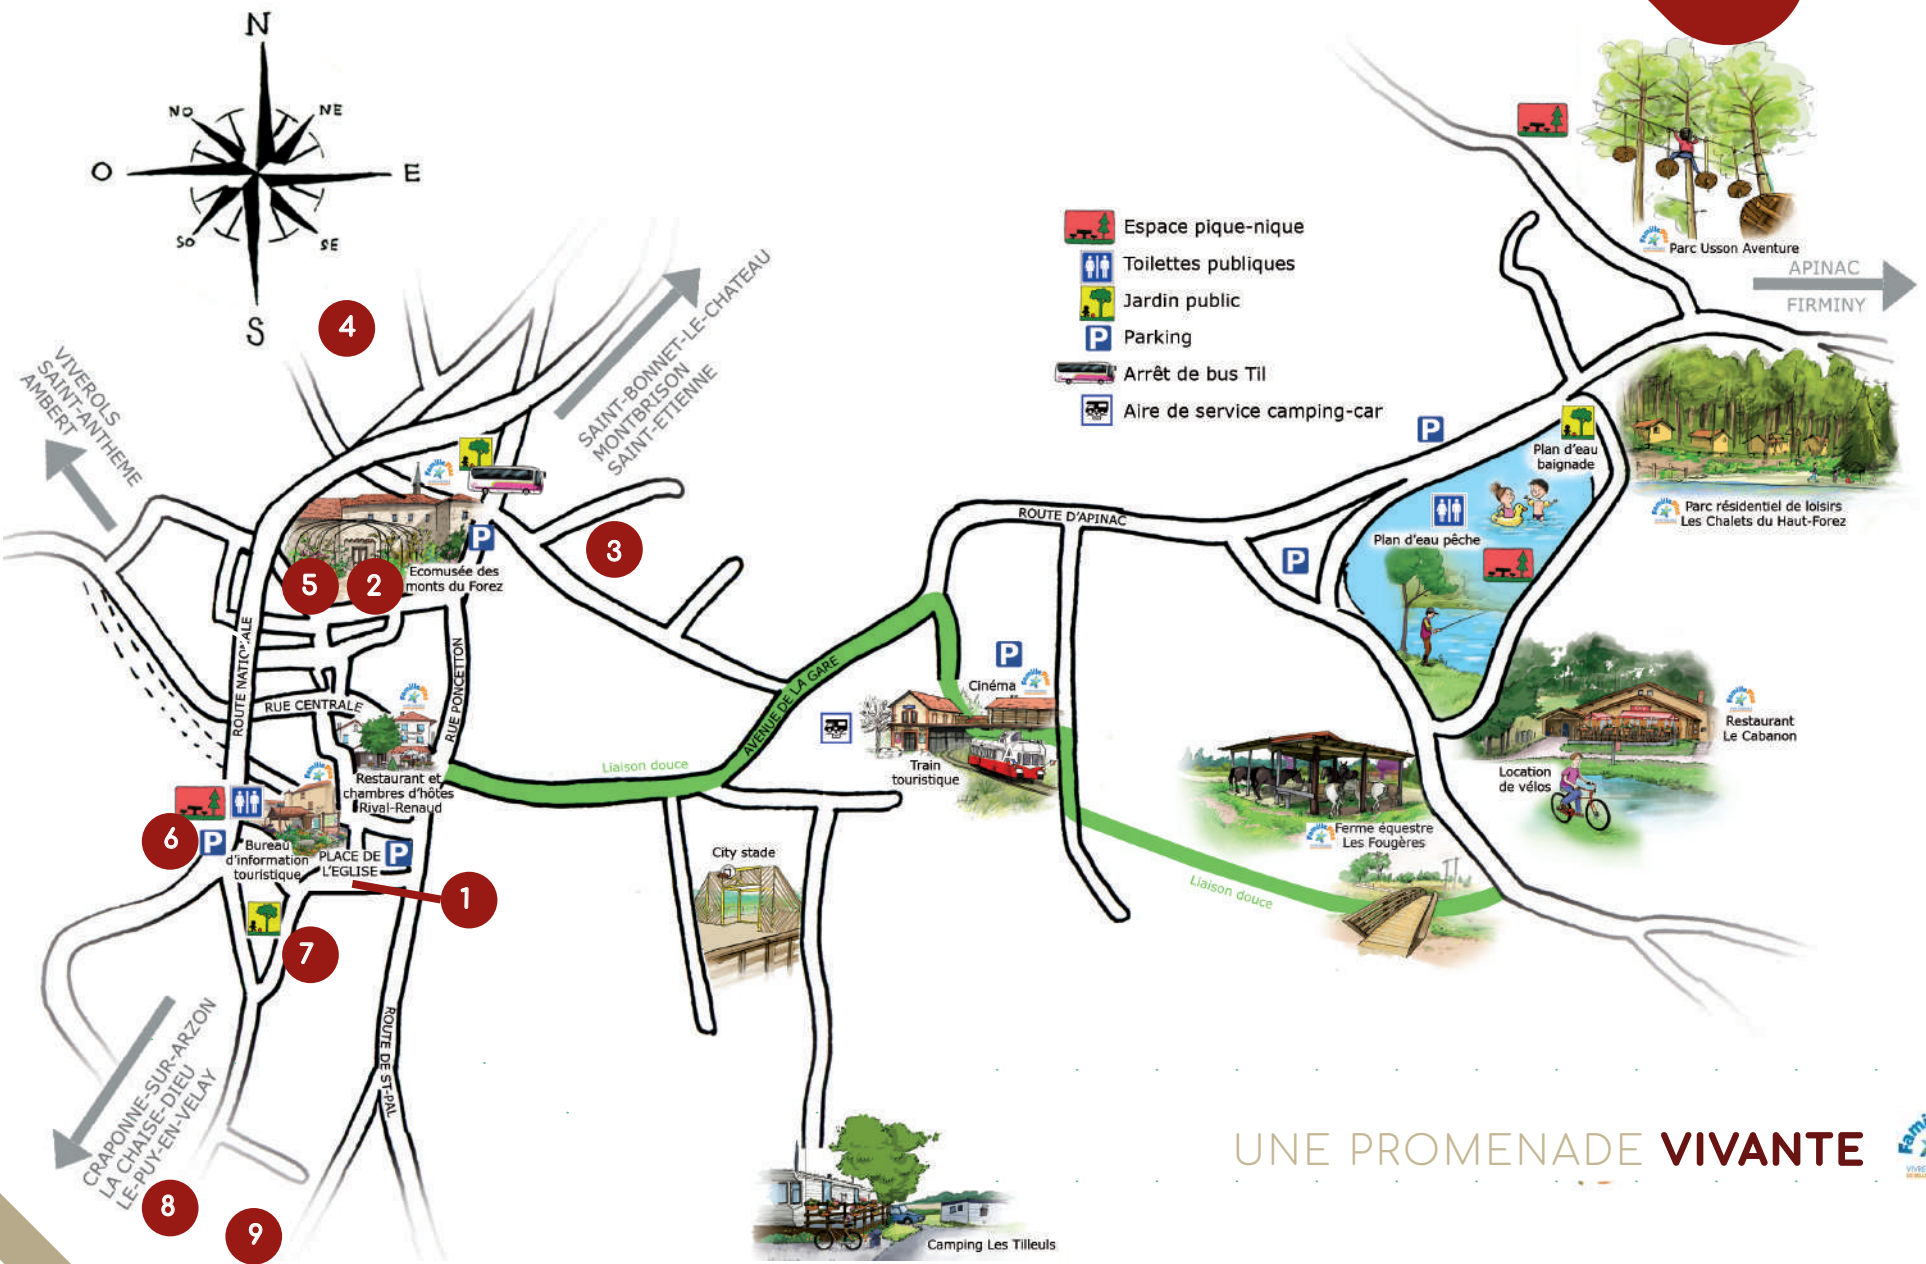 N
NO
NE
O
E
SO
SE
S
4
VIVEROLS
SAINT-ANTHEME
AMBERT
SAINT-BONNET-LE-CHATEAU
MONTBRISON
SAINT-ETIENNE
Espace pique-nique
Toilettes publiques
Jardin public
P
Parking
Arrêt de bus Til
Aire de service camping-car
Parc Usson Aventure
APINAC
FIRMINY
P
Plan d'eau
baignade
Parc résidentiel de loisirs
Les Chalets du Haut-Forez
Plan d'eau pêche
P
ROUTE D'APINAC
P
3
5
2
Ecomusée des
monts du Forez
ROUTE NATIONALE
RUE CENTRALE
RUE PONCETTON
Restaurant et
chambres d'hôtes
Rival-Renaud
AVENUE DE LA GARE
Liaison douce
P
Cinéma
Train
touristique
Restaurant
Le Cabanon
Location
de vélos
Ferme équestre
Les Fougères
Liaison douce
6
P
Bureau
d'information
touristique
PLACE DE
L'EGLISE
P
1
City stade
7
ROUTE DE ST-PAL
CRAPONNE-SUR-ARZON
LA CHAISE-DIEU
LE-PUY-EN-VELAY
8
9
Camping Les Tilleuls
UNE PROMENADE VIVANTE